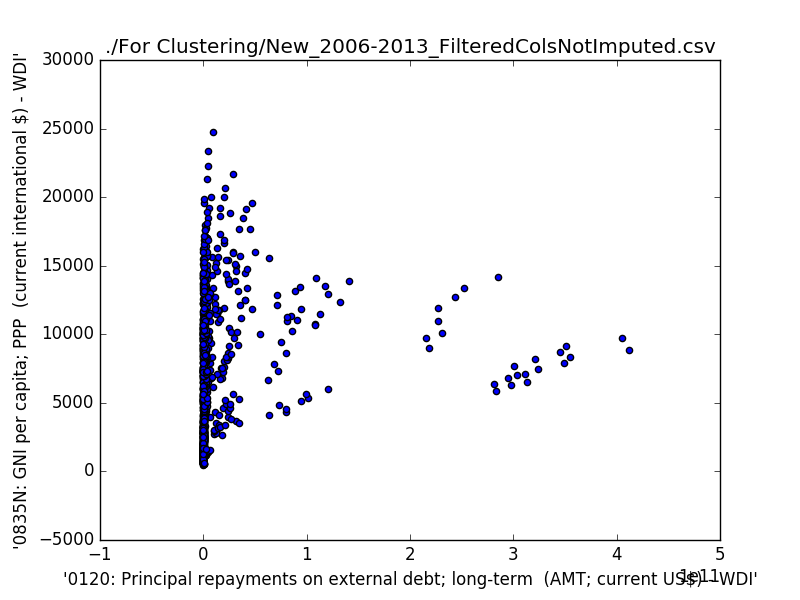 ./For Clustering/New_2006-2013_FilteredColsNotImputed.csv
'0835N: GNI per capita; PPP  (current international $) - WDI'
30000
25000
20000
15000
10000
5000
0
−5000
−1 0 1 2 3 4 5
1e11
'0120: Principal repayments on external debt; long-term  (AMT; current US$) - WDI'